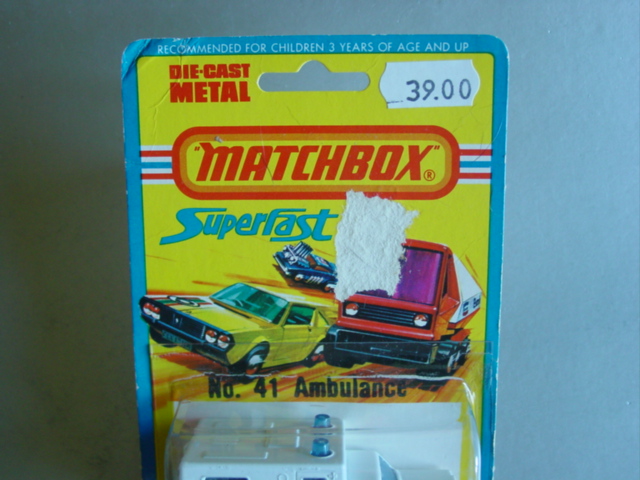 RECOMMENDED FOR CHILDREN 3 YEARS OF AGE AND UP
DIE-CAST
METAL
39.00
"MATCHBOX"®
Superfast
No. 41 Ambulance